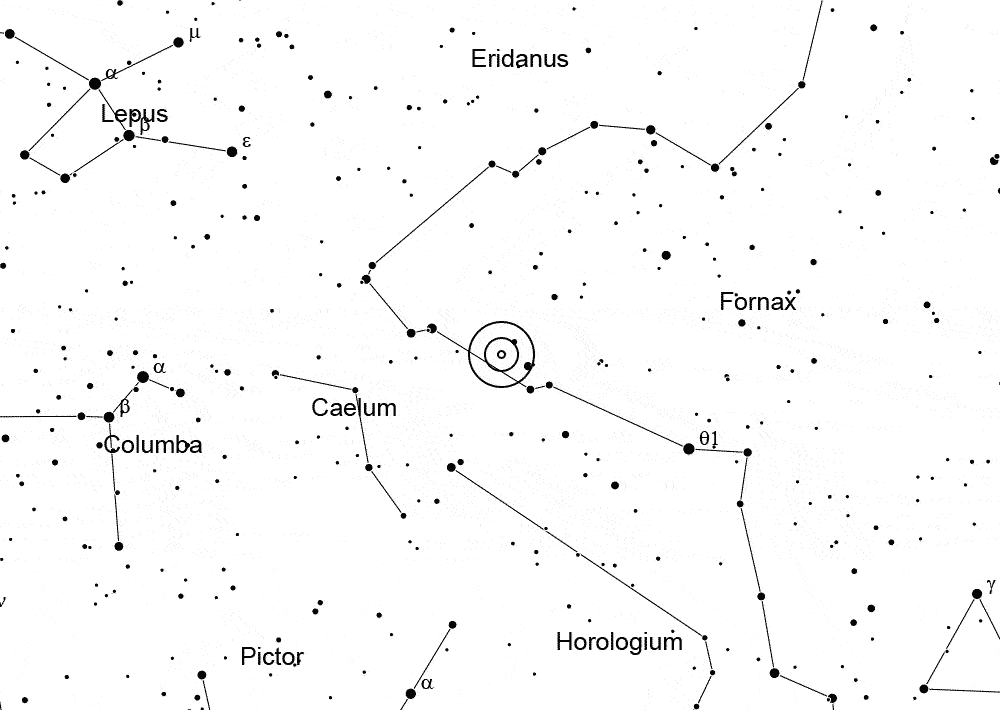 μ
Eridanus
α
Lepus
β
ε
Fornax
α
Caelum
β
θ1
Columba
γ
ν
Horologium
Pictor
α